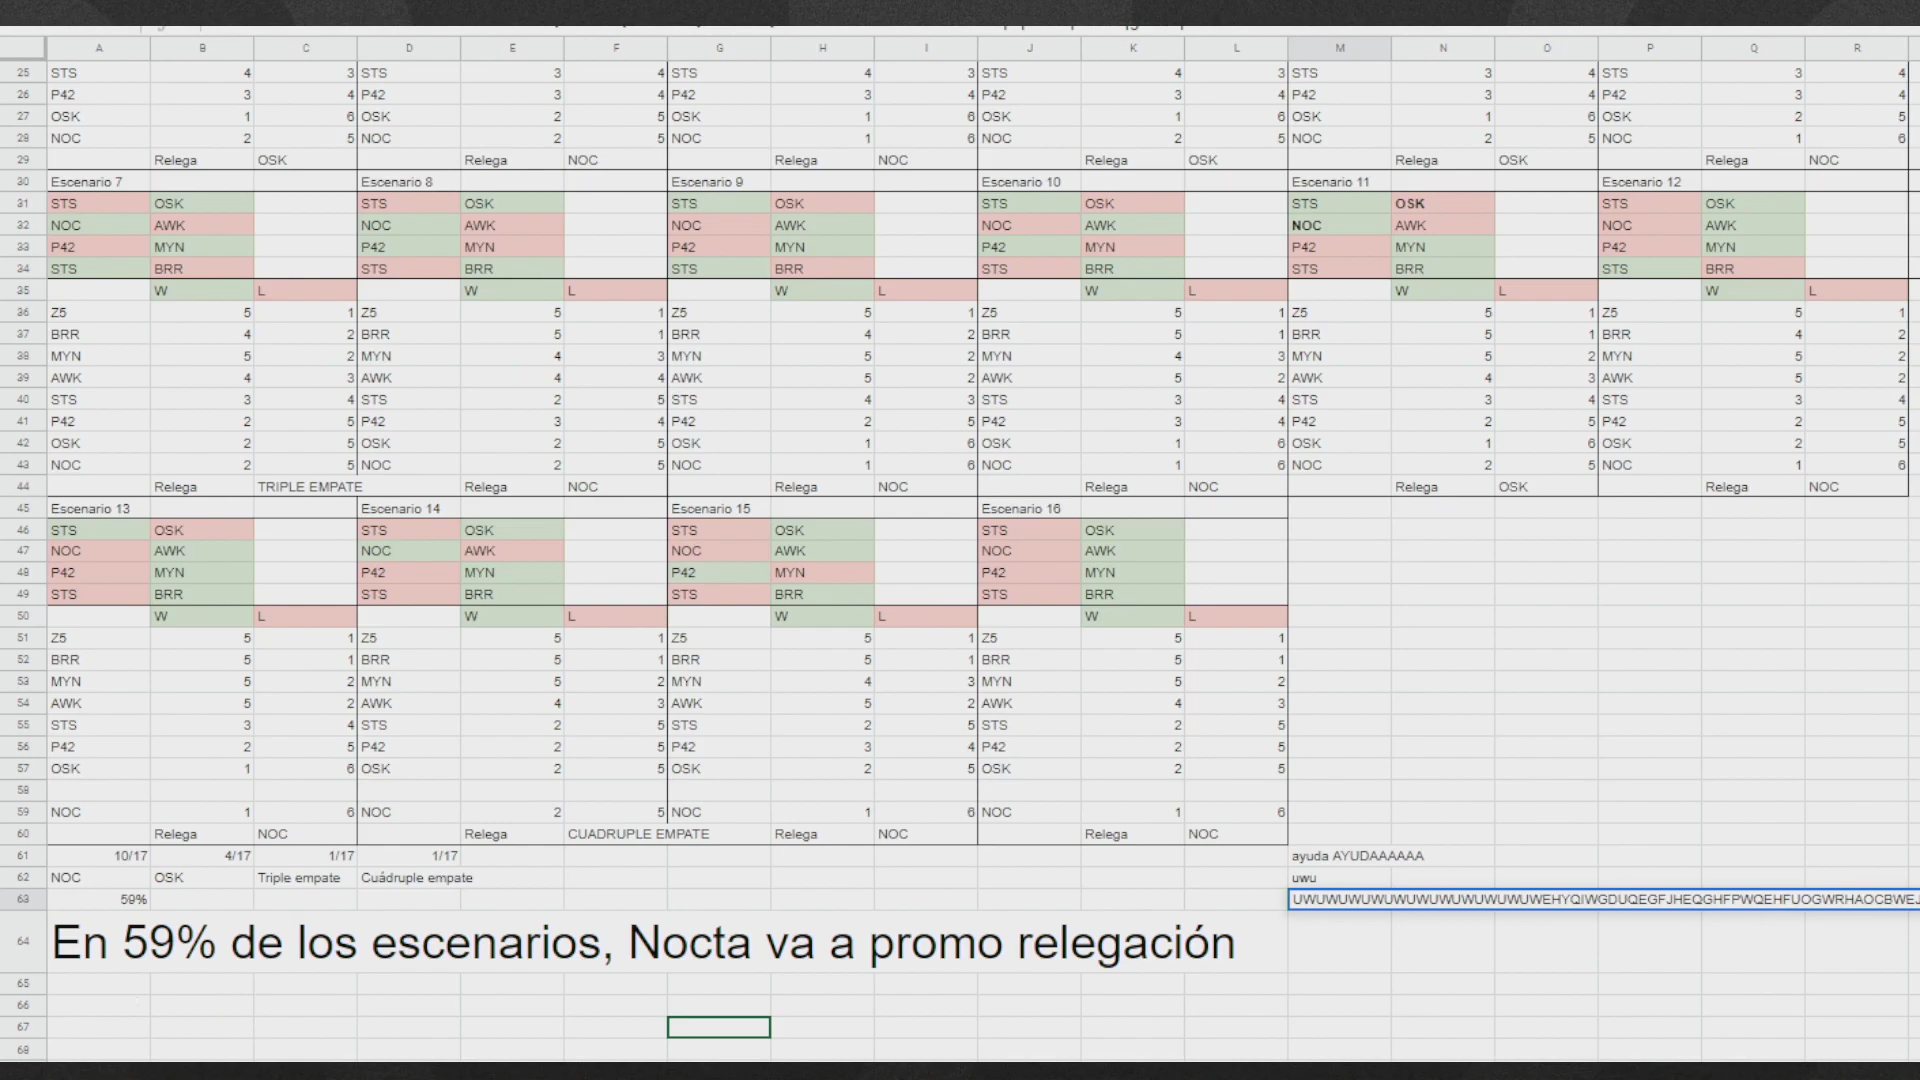 A B C D E F G H I J K L M N O P Q R
25 STS 4 3 STS 3 4 STS 4 3 STS 4 3 STS 3 4 STS 3 4
26 P42 3 4 P42 3 4 P42 3 4 P42 3 4 P42 3 4 P42 3 4
27 OSK 1 6 OSK 2 5 OSK 1 6 OSK 1 6 OSK 1 6 OSK 2 5
28 NOC 2 5 NOC 2 5 NOC 1 6 NOC 2 5 NOC 2 5 NOC 1 6
29 Relega OSK Relega NOC Relega NOC Relega OSK Relega OSK Relega NOC
30 Escenario 7 Escenario 8 Escenario 9 Escenario 10 Escenario 11 Escenario 12
31 STS OSK STS OSK STS OSK STS OSK STS OSK STS OSK
32 NOC AWK NOC AWK NOC AWK NOC AWK NOC AWK NOC AWK
33 P42 MYN P42 MYN P42 MYN P42 MYN P42 MYN P42 MYN
34 STS BRR STS BRR STS BRR STS BRR STS BRR STS BRR
35 W L W L W L W L W L W L
36 Z5 5 1 Z5 5 1 Z5 5 1 Z5 5 1 Z5 5 1 Z5 5 1
37 BRR 4 2 BRR 5 1 BRR 4 2 BRR 5 1 BRR 5 1 BRR 4 2
38 MYN 5 2 MYN 4 3 MYN 5 2 MYN 4 3 MYN 5 2 MYN 5 2
39 AWK 4 3 AWK 4 4 AWK 5 2 AWK 5 2 AWK 4 3 AWK 5 2
40 STS 3 4 STS 2 5 STS 4 3 STS 3 4 STS 3 4 STS 3 4
41 P42 2 5 P42 3 4 P42 2 5 P42 3 4 P42 2 5 P42 2 5
42 OSK 2 5 OSK 2 5 OSK 1 6 OSK 1 6 OSK 1 6 OSK 2 5
43 NOC 2 5 NOC 2 5 NOC 1 6 NOC 1 6 NOC 2 5 NOC 1 6
44 Relega TRIPLE EMPATE Relega NOC Relega NOC Relega NOC Relega OSK Relega NOC
45 Escenario 13 Escenario 14 Escenario 15 Escenario 16
46 STS OSK STS OSK STS OSK STS OSK
47 NOC AWK NOC AWK NOC AWK NOC AWK
48 P42 MYN P42 MYN P42 MYN P42 MYN
49 STS BRR STS BRR STS BRR STS BRR
50 W L W L W L W L
51 Z5 5 1 Z5 5 1 Z5 5 1 Z5 5 1
52 BRR 5 1 BRR 5 1 BRR 5 1 BRR 5 1
53 MYN 5 2 MYN 5 2 MYN 4 3 MYN 5 2
54 AWK 5 2 AWK 4 3 AWK 5 2 AWK 4 3
55 STS 3 4 STS 2 5 STS 2 5 STS 2 5
56 P42 2 5 P42 2 5 P42 3 4 P42 2 5
57 OSK 1 6 OSK 2 5 OSK 2 5 OSK 2 5
58
59 NOC 1 6 NOC 2 5 NOC 1 6 NOC 1 6
60 Relega NOC Relega CUADRUPLE EMPATE Relega NOC Relega NOC
61 10/17 4/17 1/17 1/17 ayuda AYUDAAAAAA
62 NOC OSK Triple empate Cuádruple empate uwu
63 59% UWUWUWUWUWUWUWUWUWUWUWUWEHYQIWGDUQEGFJHEQGHFPWQEHFUOGWRHAOCBWEJ
64 En 59% de los escenarios, Nocta va a promo relegación
65
66
67
68